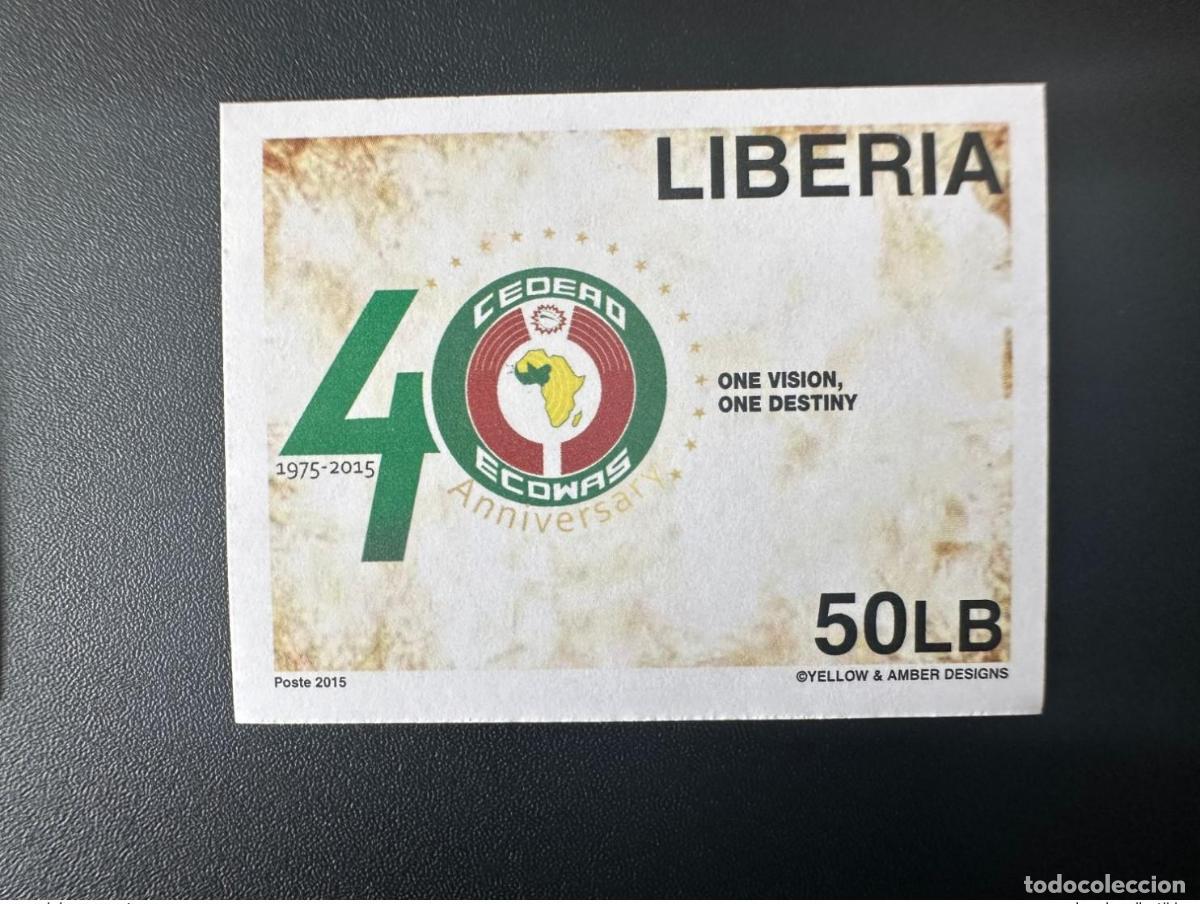 LIBERIA
CEDEAO
40
1975-2015
ECOWAS
Anniversary
ONE VISION,
ONE DESTINY
50LB
Poste 2015
©YELLOW & AMBER DESIGNS
todocoleccion